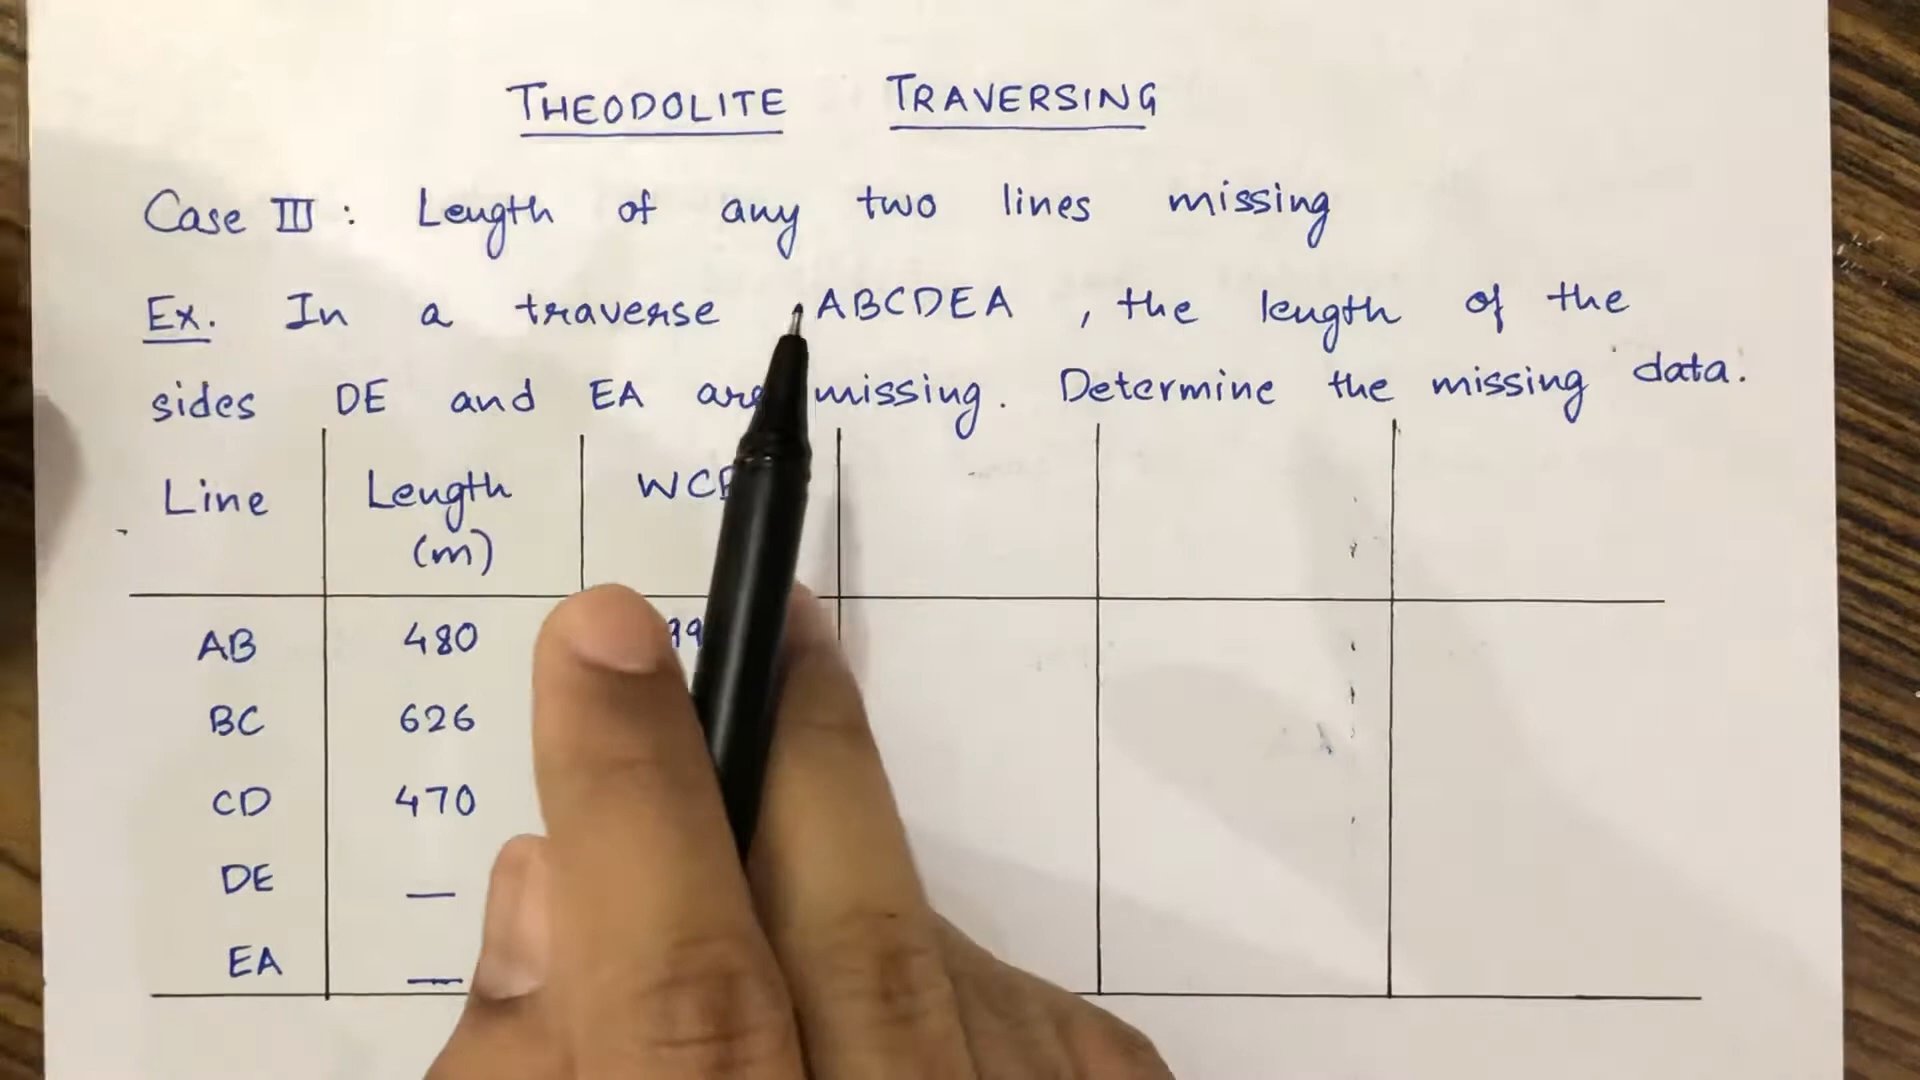 THEODOLITE TRAVERSING
Case III : Length of any two lines missing
Ex. In a traverse ABCDEA , the length of the
sides DE and EA are missing. Determine the missing data.
Line Length (m)
AB 480
BC 626
CD 470
DE —
EA —